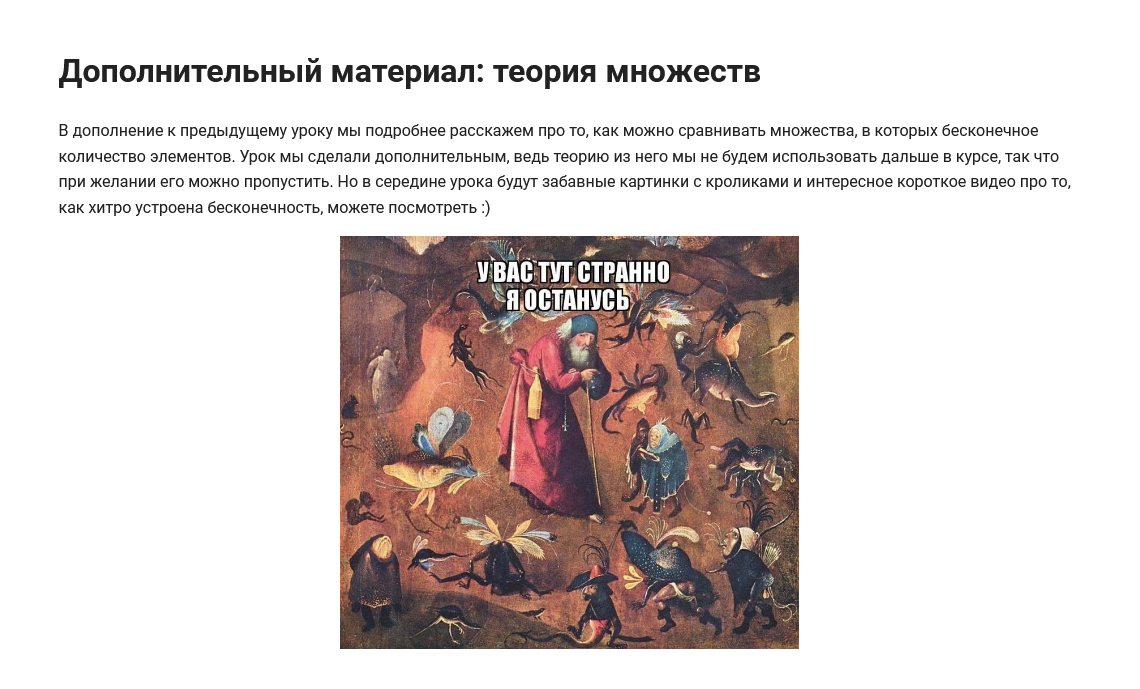 Дополнительный материал: теория множеств
В дополнение к предыдущему уроку мы подробнее расскажем про то, как можно сравнивать множества, в которых бесконечное
количество элементов. Урок мы сделали дополнительным, ведь теорию из него мы не будем использовать дальше в курсе, так что
при желании его можно пропустить. Но в середине урока будут забавные картинки с кроликами и интересное короткое видео про то,
как хитро устроена бесконечность, можете посмотреть :)
У ВАС ТУТ СТРАННО
Я ОСТАНУСЬ